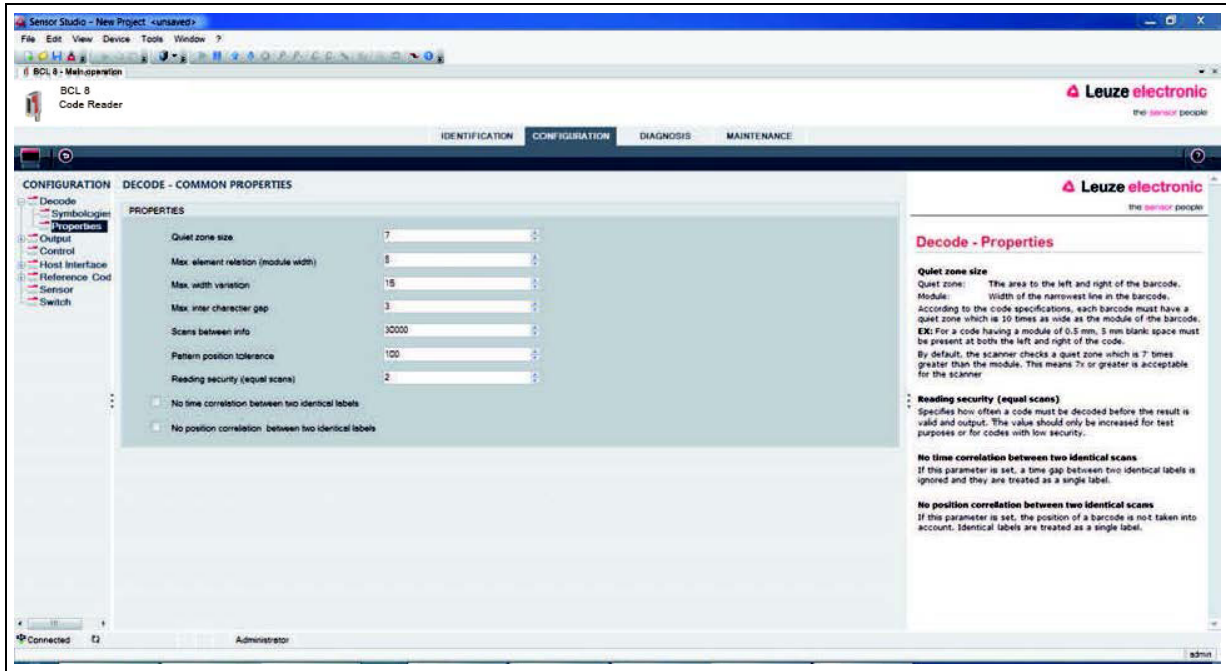 Sensor Studio - New Project <unsaved>
File Edit View Device Tools Window ?
BCL 8 - Main operation
BCL 8
Code Reader
Leuze electronic
the sensor people
IDENTIFICATION CONFIGURATION DIAGNOSIS MAINTENANCE
CONFIGURATION
Decode
Symbologies
Properties
Output
Control
Host Interface
Reference Cod
Sensor
Switch
DECODE - COMMON PROPERTIES
PROPERTIES
Quiet zone size 7
Max. element relation (module width) 8
Max. width variation 15
Max. inter character gap 3
Scans between info 30000
Pattern position tolerance 100
Reading security (equal scans) 2
No time correlation between two identical labels
No position correlation between two identical labels
Leuze electronic
the sensor people
Decode - Properties
Quiet zone size
Quiet zone: The area to the left and right of the barcode.
Module: Width of the narrowest line in the barcode.
According to the code specifications, each barcode must have a
quiet zone which is 10 times as wide as the module of the barcode.
EX: For a code having a module of 0.5 mm, 5 mm blank space must
be present at both the left and right of the code.
By default, the scanner checks a quiet zone which is 7 times
greater than the module. This means 7x or greater is acceptable
for the scanner
Reading security (equal scans)
Specifies how often a code must be decoded before the result is
valid and output. The value should only be increased for test
purposes or for codes with low security.
No time correlation between two identical scans
If this parameter is set, a time gap between two identical labels is
ignored and they are treated as a single label.
No position correlation between two identical scans
If this parameter is set, the position of a barcode is not taken into
account. Identical labels are treated as a single label.
Connected
Administrator
admin